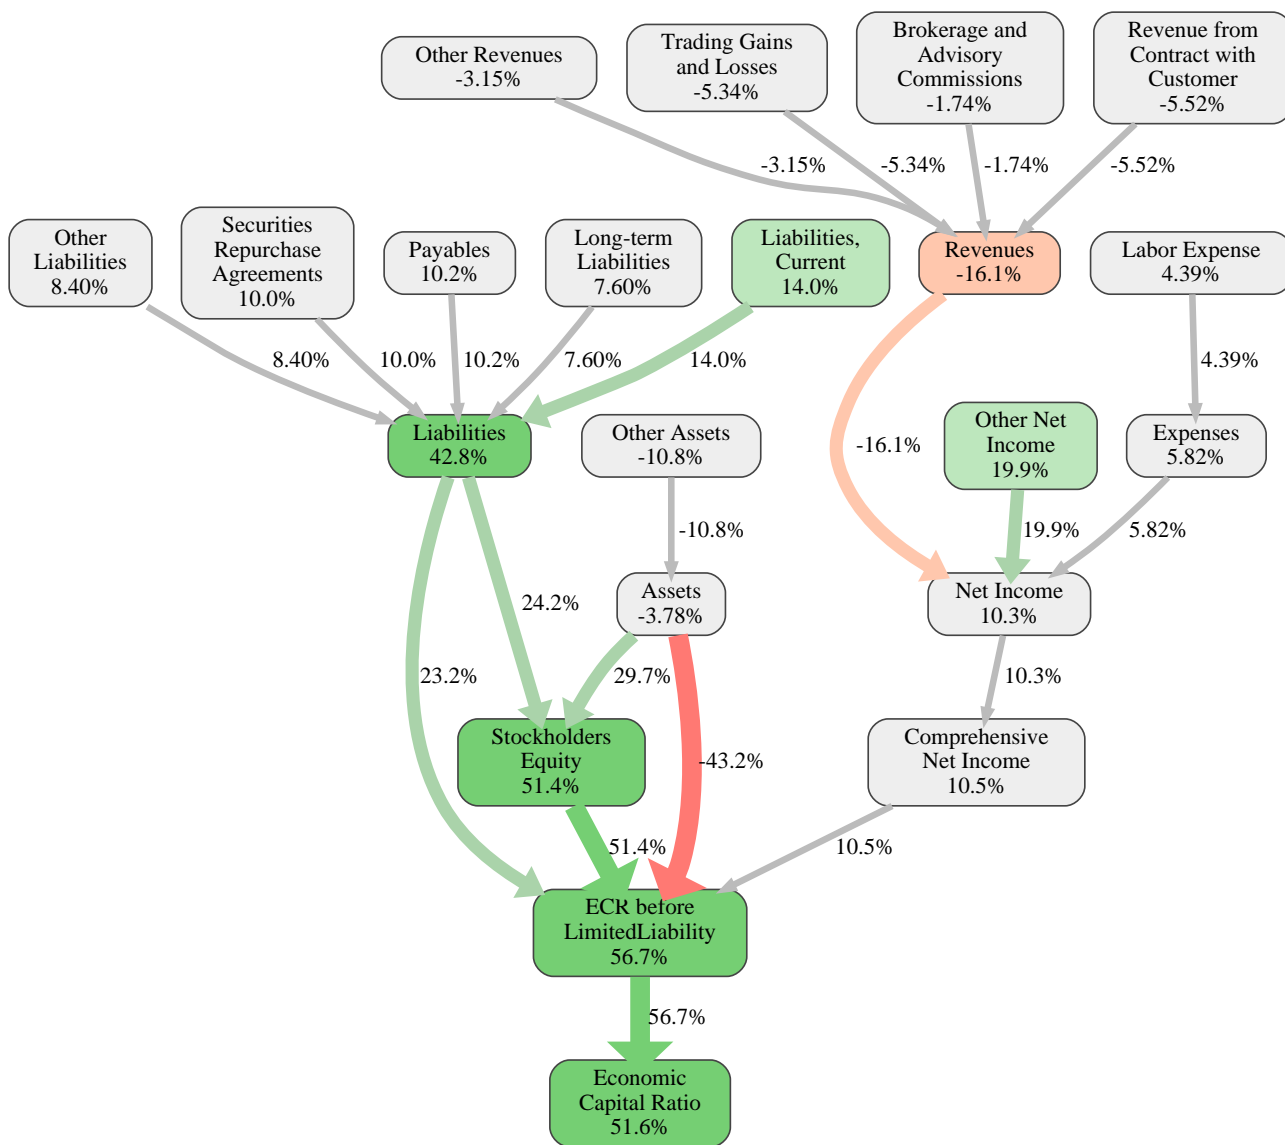 Other Revenues
-3.15%
Trading Gains
and Losses
-5.34%
Brokerage and
Advisory
Commissions
-1.74%
Revenue from
Contract with
Customer
-5.52%
-3.15%
-5.34%
-1.74%
-5.52%
Other
Liabilities
8.40%
Securities
Repurchase
Agreements
10.0%
Payables
10.2%
Long-term
Liabilities
7.60%
Liabilities,
Current
14.0%
Revenues
-16.1%
Labor Expense
4.39%
8.40%
10.0%
10.2%
7.60%
14.0%
4.39%
Liabilities
42.8%
Other Assets
-10.8%
-16.1%
Other Net
Income
19.9%
Expenses
5.82%
-10.8%
19.9%
5.82%
24.2%
Assets
-3.78%
Net Income
10.3%
23.2%
29.7%
10.3%
Stockholders
Equity
51.4%
-43.2%
Comprehensive
Net Income
10.5%
51.4%
10.5%
ECR before
LimitedLiability
56.7%
56.7%
Economic
Capital Ratio
51.6%